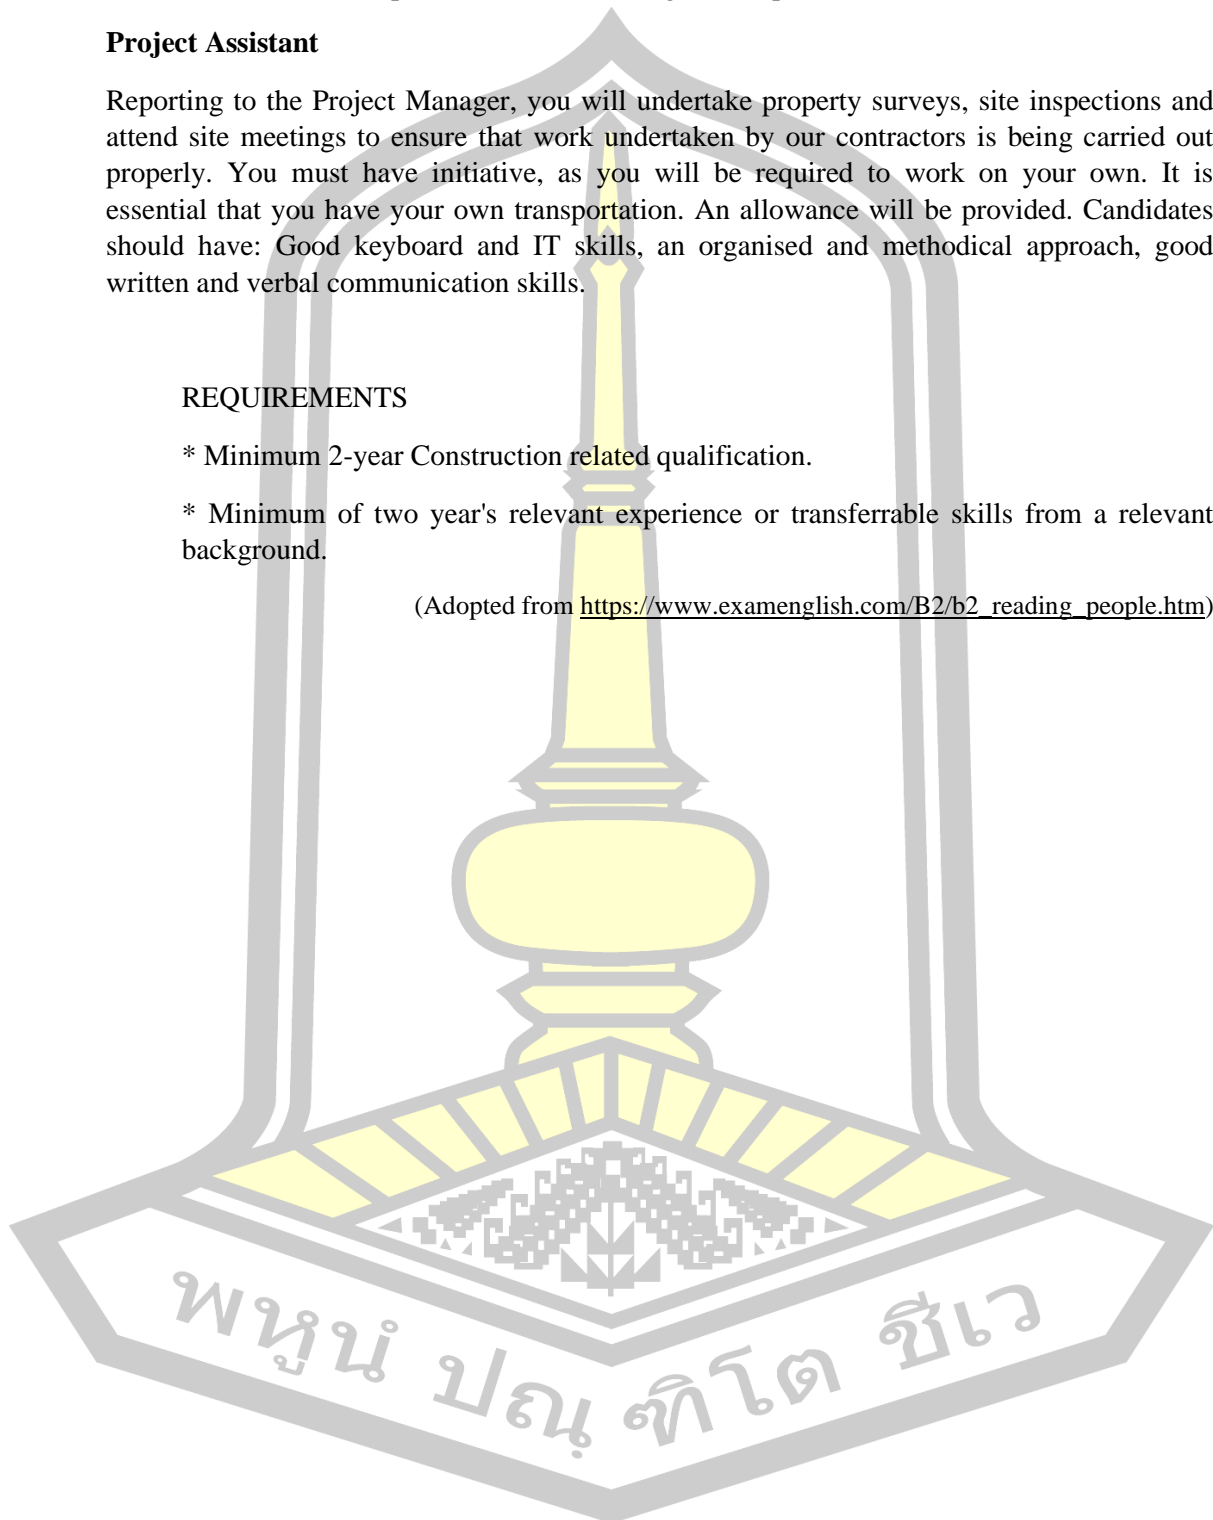 Project Assistant
Reporting to the Project Manager, you will undertake property surveys, site inspections and
attend site meetings to ensure that work undertaken by our contractors is being carried out
properly. You must have initiative, as you will be required to work on your own. It is
essential that you have your own transportation. An allowance will be provided. Candidates
should have: Good keyboard and IT skills, an organised and methodical approach, good
written and verbal communication skills.
REQUIREMENTS
* Minimum 2-year Construction related qualification.
* Minimum of two year's relevant experience or transferrable skills from a relevant
background.
(Adopted from https://www.examenglish.com/B2/b2_reading_people.htm)
พหูนํ ปณฺฑิโต ชีเว